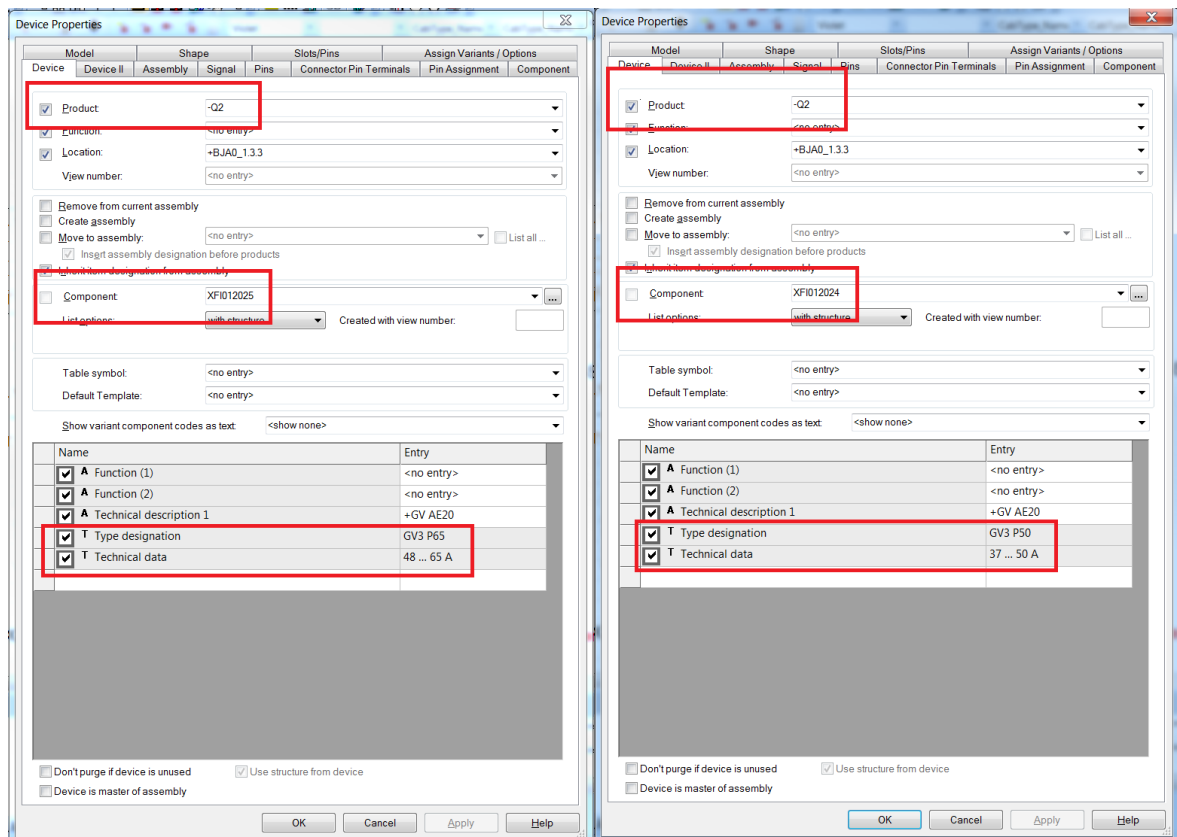 Device Properties
Model Shape Slots/Pins Assign Variants / Options
Device Device II Assembly Signal Pins Connector Pin Terminals Pin Assignment Component
Product: -Q2
Function: <no entry>
Location: +BJA0_1.3.3
View number: <no entry>
Remove from current assembly
Create assembly
Move to assembly: <no entry> List all ...
Insert assembly designation before products
Inherit item designation from assembly
Component: XFI012025 ...
List options: with structure Created with view number:
Table symbol: <no entry>
Default Template: <no entry>
Show variant component codes as text: <show none>
Name Entry
A Function (1) <no entry>
A Function (2) <no entry>
A Technical description 1 +GV AE20
T Type designation GV3 P65
T Technical data 48 ... 65 A
Don't purge if device is unused Use structure from device
Device is master of assembly
OK Cancel Apply Help
Device Properties
Model Shape Slots/Pins Assign Variants / Options
Device Device II Assembly Signal Pins Connector Pin Terminals Pin Assignment Component
Product: -Q2
Function: <no entry>
Location: +BJA0_1.3.3
View number: <no entry>
Remove from current assembly
Create assembly
Move to assembly: <no entry> List all ...
Insert assembly designation before products
Inherit item designation from assembly
Component: XFI012024 ...
List options: with structure Created with view number:
Table symbol: <no entry>
Default Template: <no entry>
Show variant component codes as text: <show none>
Name Entry
A Function (1) <no entry>
A Function (2) <no entry>
A Technical description 1 +GV AE20
T Type designation GV3 P50
T Technical data 37 ... 50 A
Don't purge if device is unused Use structure from device
Device is master of assembly
OK Cancel Apply Help